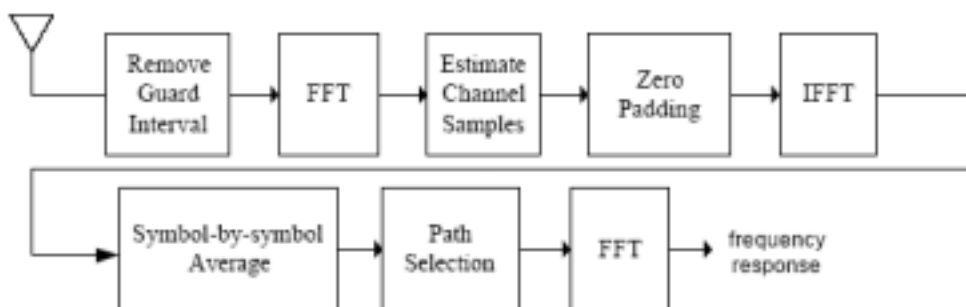 Remove
Guard
Interval
FFT
Estimate
Channel
Samples
Zero
Padding
IFFT
Symbol-by-symbol
Average
Path
Selection
FFT
frequency
response